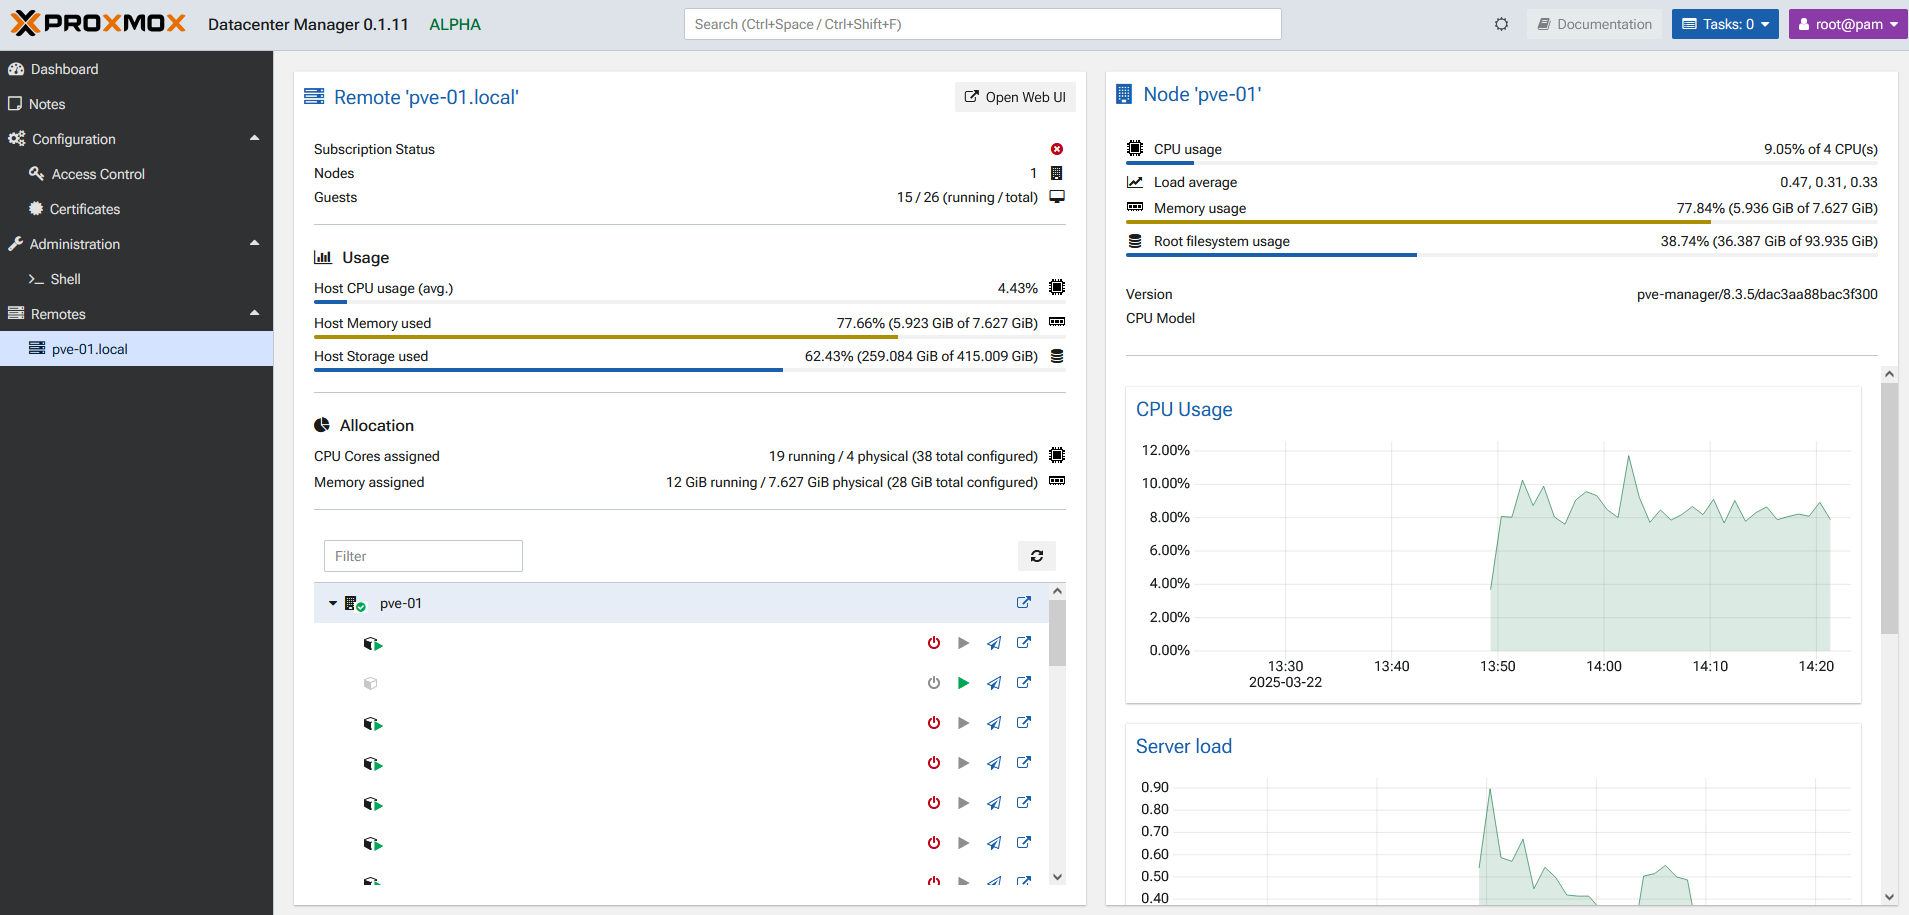 PROXMOX Datacenter Manager 0.1.11 ALPHA
Search (Ctrl+Space / Ctrl+Shift+F)
Documentation
Tasks: 0
root@pam
Dashboard
Notes
Configuration
Access Control
Certificates
Administration
Shell
Remotes
pve-01.local
Remote 'pve-01.local'
Open Web UI
Subscription Status
Nodes 1
Guests 15 / 26 (running / total)
Usage
Host CPU usage (avg.) 4.43%
Host Memory used 77.66% (5.923 GiB of 7.627 GiB)
Host Storage used 62.43% (259.084 GiB of 415.009 GiB)
Allocation
CPU Cores assigned 19 running / 4 physical (38 total configured)
Memory assigned 12 GiB running / 7.627 GiB physical (28 GiB total configured)
Filter
pve-01
Node 'pve-01'
CPU usage 9.05% of 4 CPU(s)
Load average 0.47, 0.31, 0.33
Memory usage 77.84% (5.936 GiB of 7.627 GiB)
Root filesystem usage 38.74% (36.387 GiB of 93.935 GiB)
Version pve-manager/8.3.5/dac3aa88bac3f300
CPU Model
CPU Usage
12.00%
10.00%
8.00%
6.00%
4.00%
2.00%
0.00%
13:30 13:40 13:50 14:00 14:10 14:20
2025-03-22
Server load
0.90
0.80
0.70
0.60
0.50
0.40